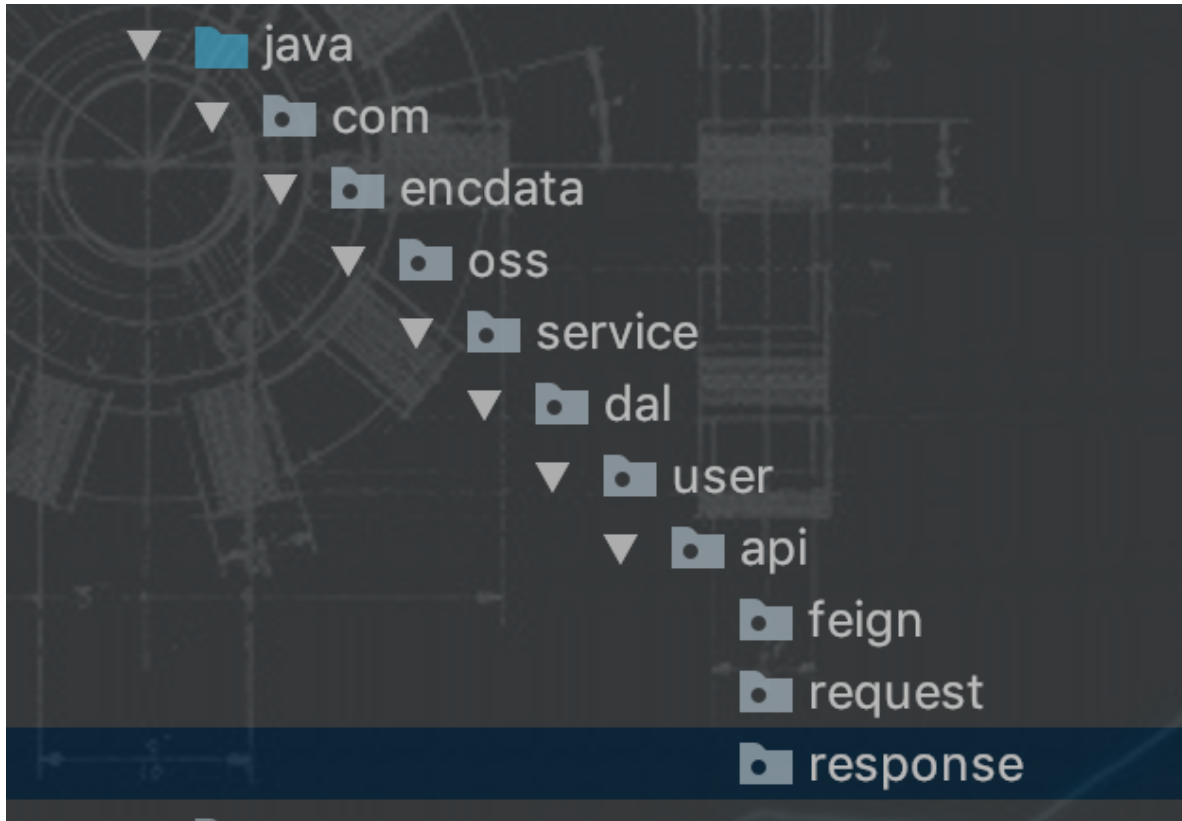 java
com
encdata
oss
service
dal
user
api
feign
request
response